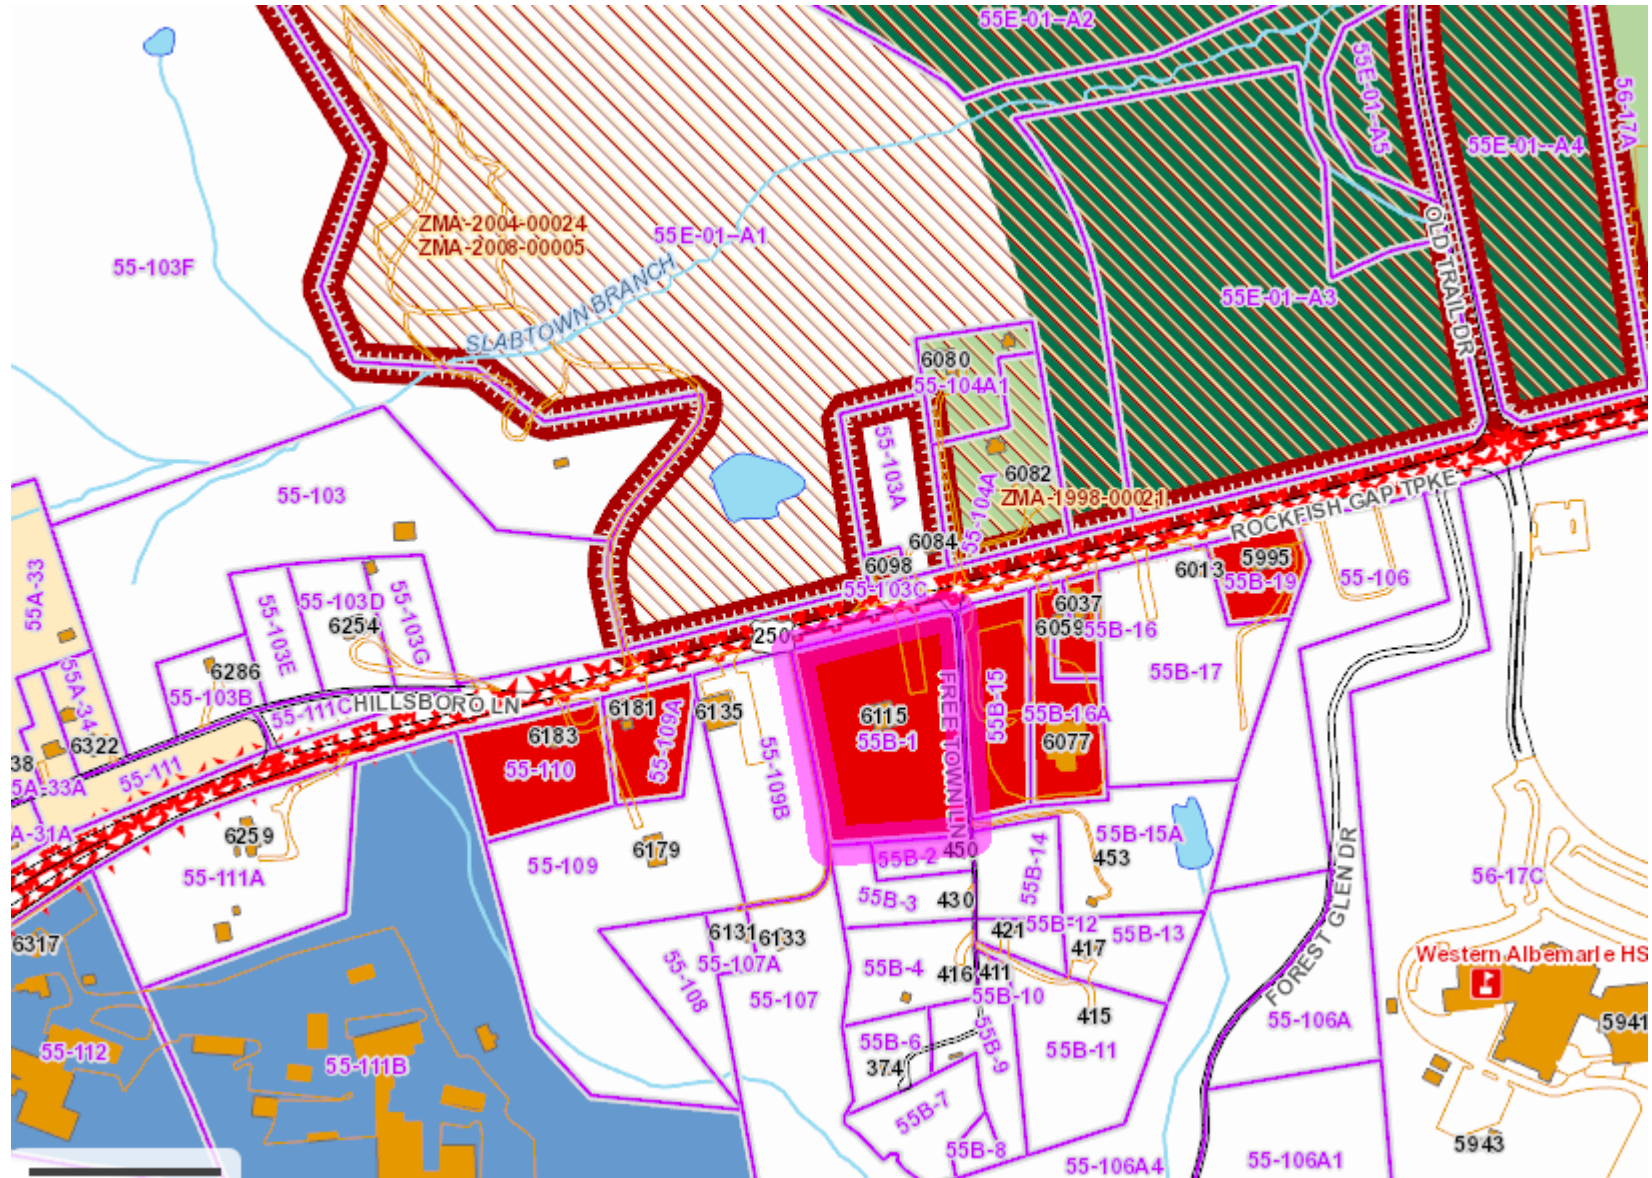 55E-01--A2
55E-01--A5
56-17A
55E-01--A4
ZMA-2004-00024
ZMA-2008-00005
55E-01--A1
55-103F
SLABTOWN BRANCH
55E-01--A3
OLD TRAIL DR
6080
55-104A1
55-103A
6082
ZMA-1998-00021
55-104A
ROCKFISH GAP TPKE
55-103
6084
6098
55-103C
6013
5995
55B-19
55-106
55A-33
55-103E
55-103D
6254
55-103G
6037
6059
55B-16
250
55B-17
6286
55-103B
55-111C
HILLSBORO LN
6181
6135
6115
55B-1
FREE TOWN LN
55B-15
55B-16A
6077
55A-34
6322
6183
55-110
55-109A
55-109B
38
5A-33A
55-111
A-31A
6259
55-111A
6179
55-109
55B-2
450
55B-14
55B-15A
453
55B-3
430
56-17C
FOREST GLEN DR
6131
6133
55-107A
55-108
55-107
421
55B-12
417
55B-13
55B-4
416
411
55B-10
415
6317
Western Albemarle HS
5941
55-106A
55B-6
374
55B-9
55B-11
55-112
55-111B
55B-7
55B-8
55-106A4
55-106A1
5943